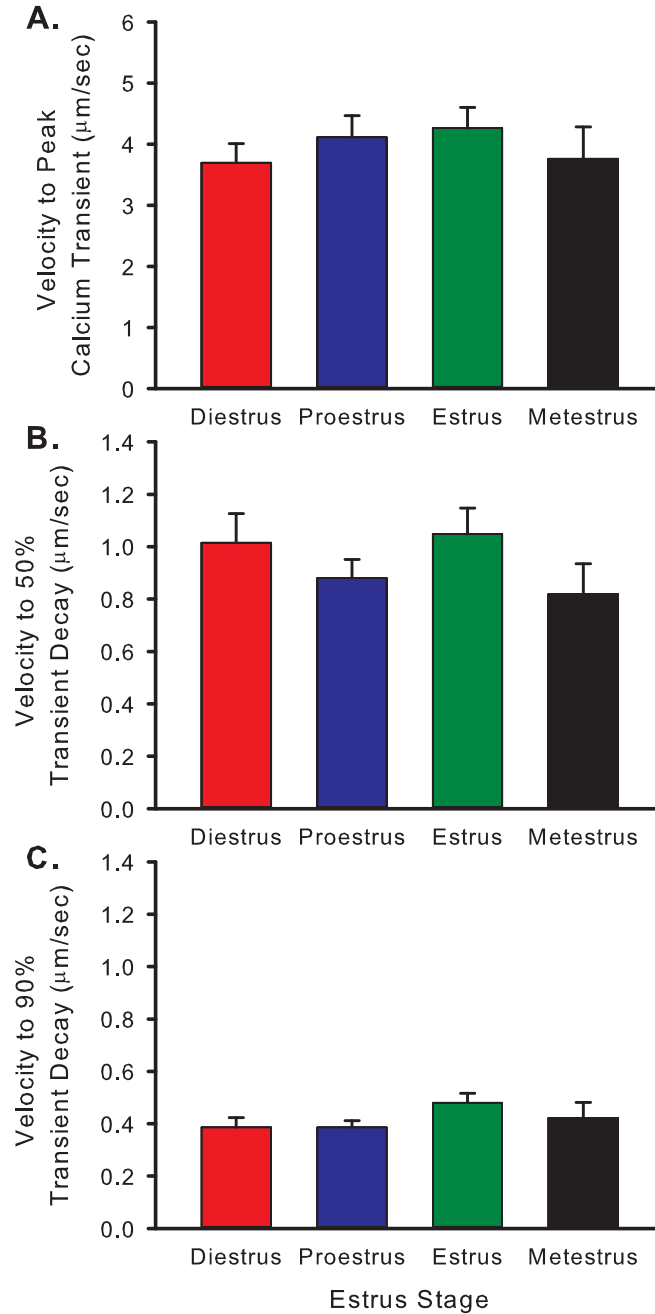 A.
Velocity to Peak
Calcium Transient (μm/sec)
6
5
4
3
2
1
0
Diestrus Proestrus Estrus Metestrus
B.
Velocity to 50%
Transient Decay (μm/sec)
1.4
1.2
1.0
0.8
0.6
0.4
0.2
0.0
Diestrus Proestrus Estrus Metestrus
C.
Velocity to 90%
Transient Decay (μm/sec)
1.4
1.2
1.0
0.8
0.6
0.4
0.2
0.0
Diestrus Proestrus Estrus Metestrus
Estrus Stage